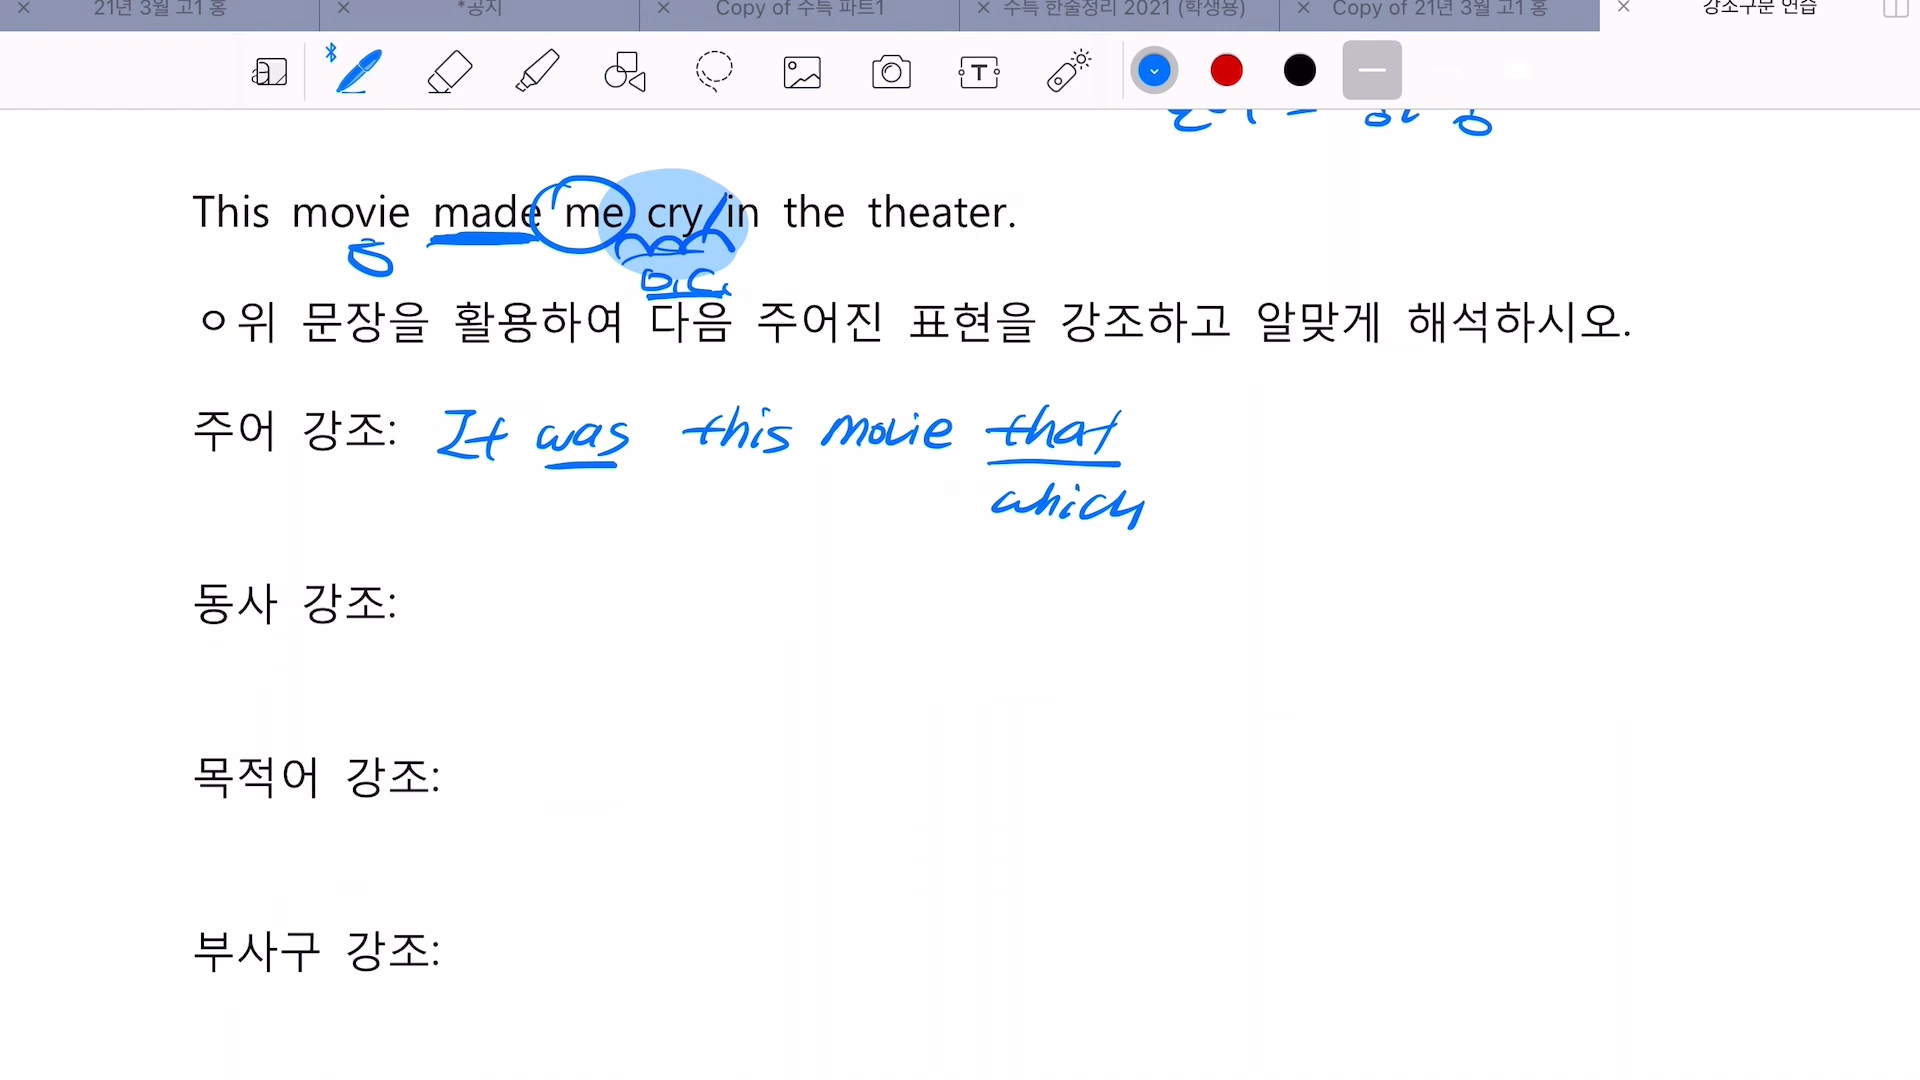 21년 3월 고1 홍
*공지
Copy of 수특 파트1
수특 한술정리 2021 (학생용)
Copy of 21년 3월 고1 홍
강조구문 연습
This movie made me cry in the theater.
O.C.
ㅇ위 문장을 활용하여 다음 주어진 표현을 강조하고 알맞게 해석하시오.
주어 강조: It was this movie that
which
동사 강조:
목적어 강조:
부사구 강조: